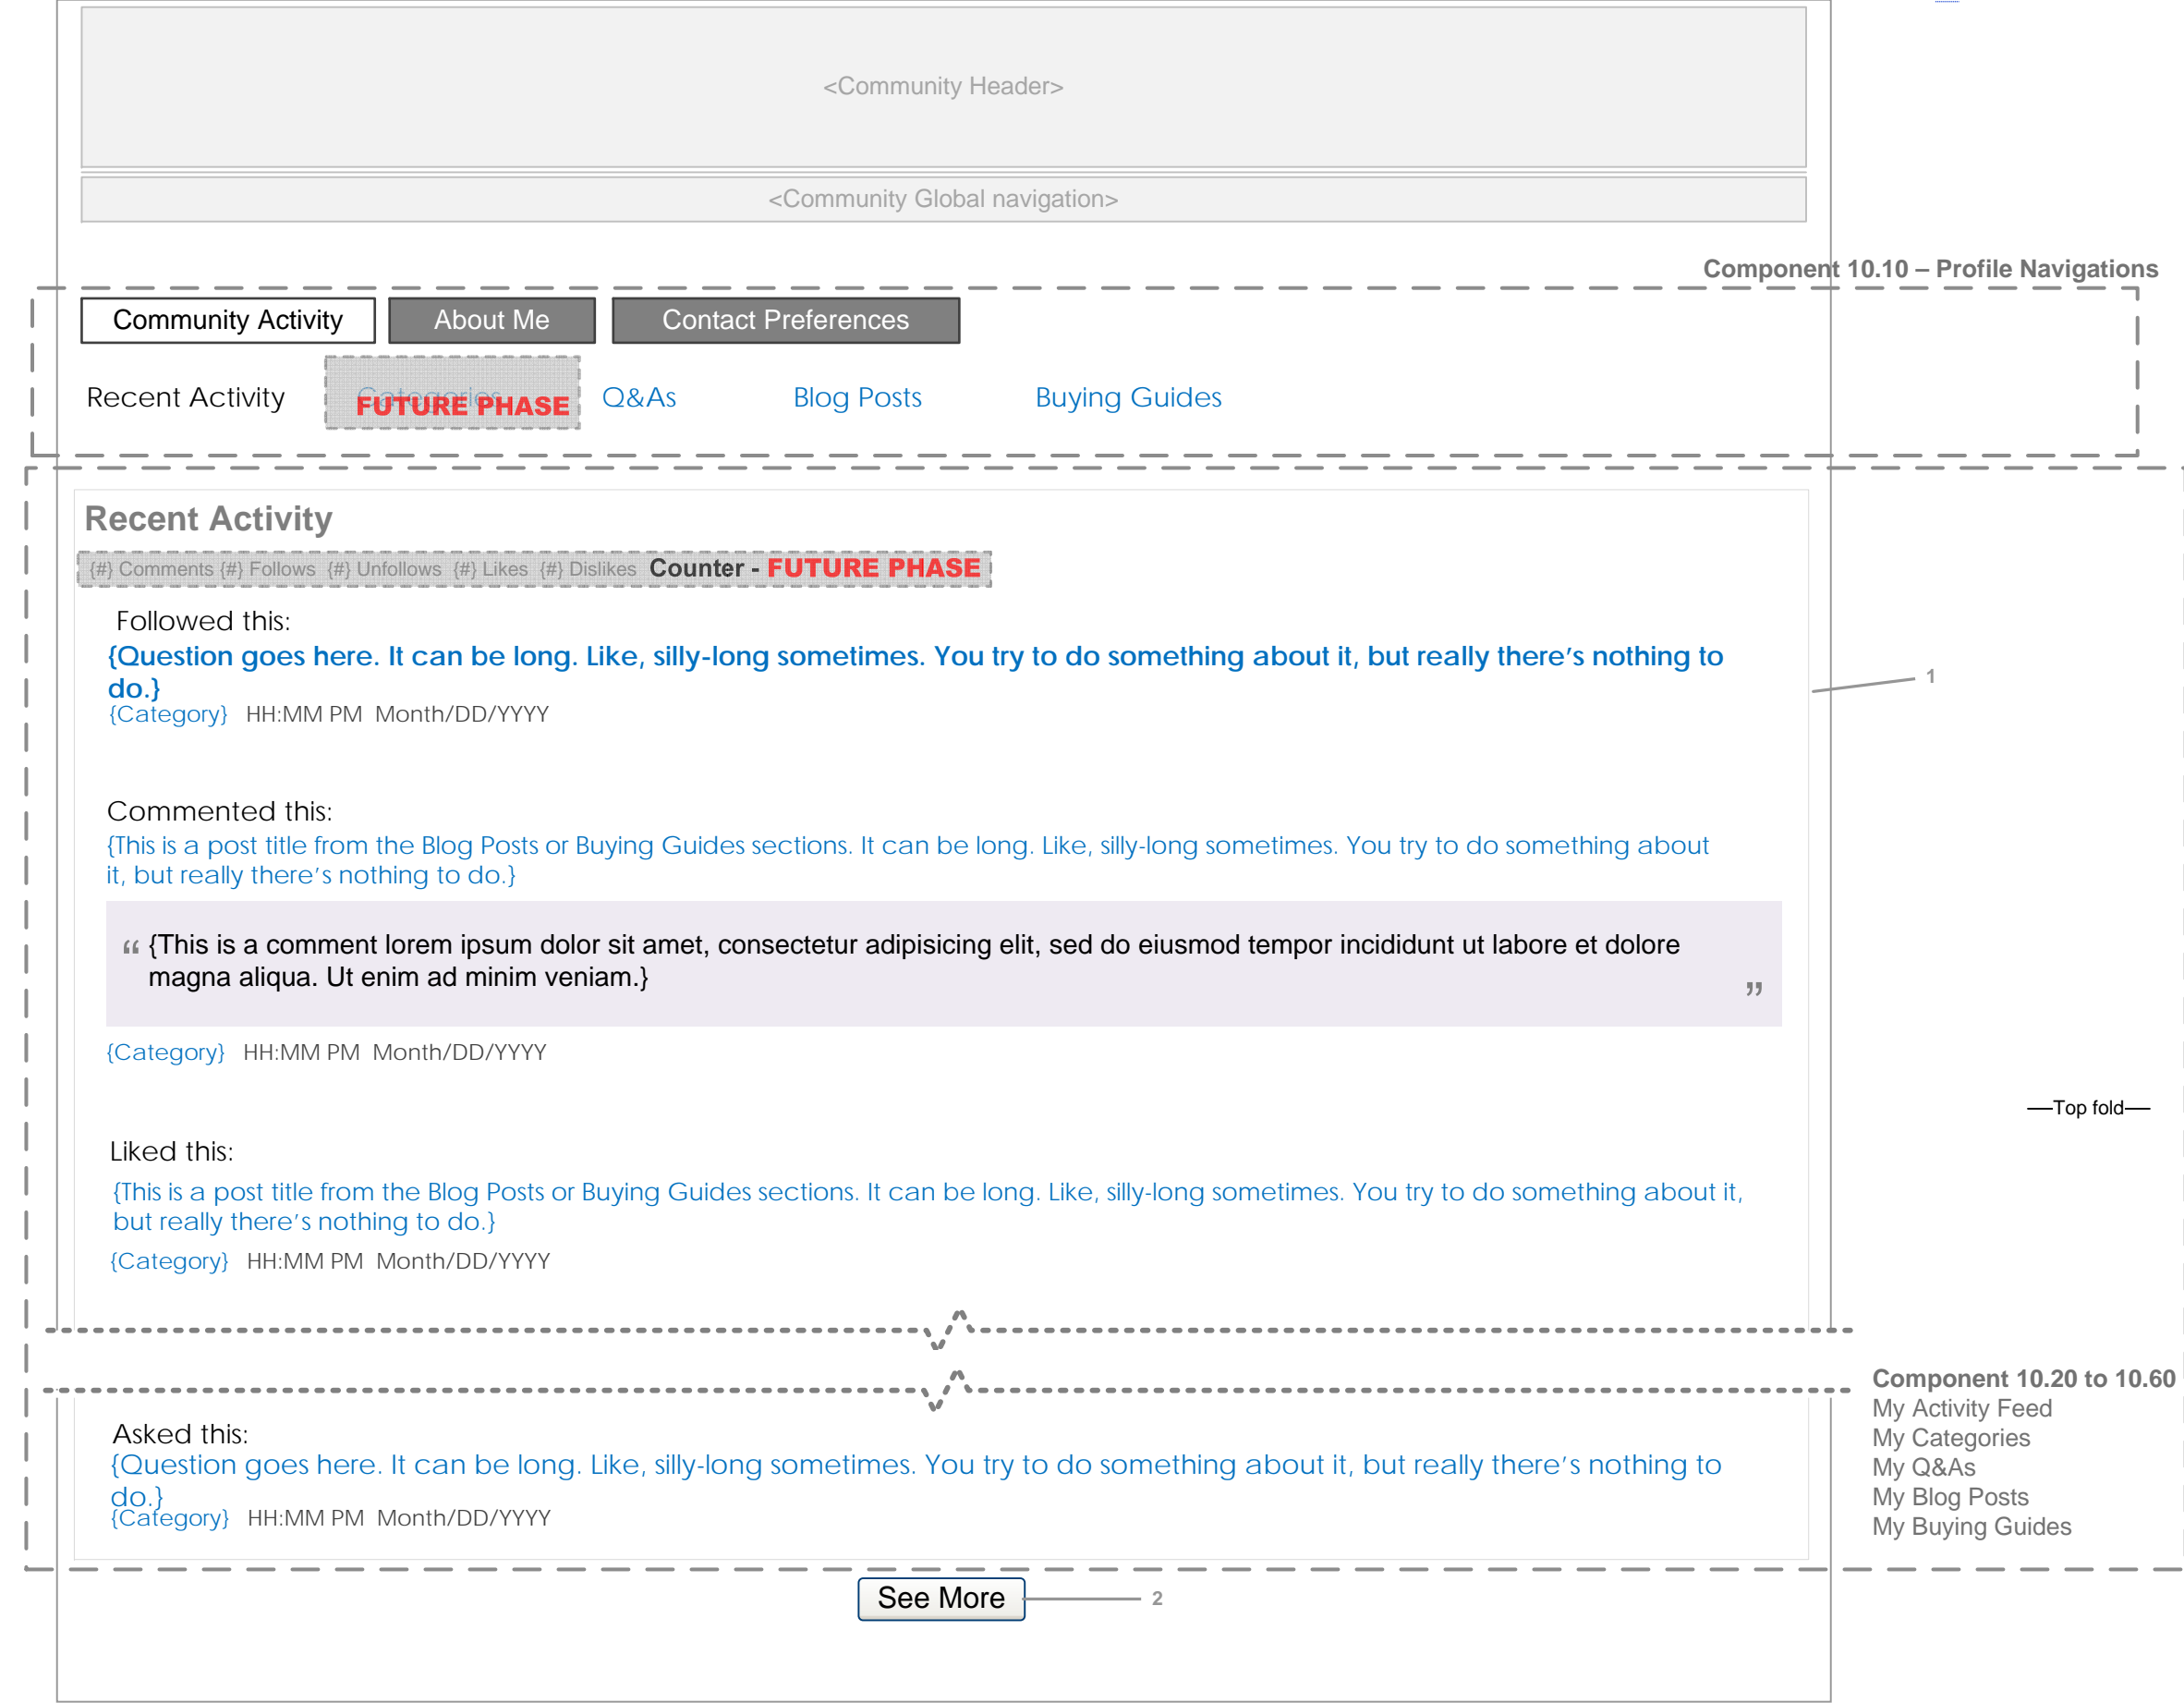 <Community Header>
<Community Global navigation>
Component 10.10 – Profile Navigations
Community Activity About Me Contact Preferences
Recent Activity Categories FUTURE PHASE Q&As Blog Posts Buying Guides
Recent Activity
{#} Comments {#} Follows {#} Unfollows {#} Likes {#} Dislikes Counter - FUTURE PHASE
Followed this:
{Question goes here. It can be long. Like, silly-long sometimes. You try to do something about it, but really there’s nothing to
do.}
1
{Category} HH:MM PM Month/DD/YYYY
Commented this:
{This is a post title from the Blog Posts or Buying Guides sections. It can be long. Like, silly-long sometimes. You try to do something about
it, but really there’s nothing to do.}
“ {This is a comment lorem ipsum dolor sit amet, consectetur adipisicing elit, sed do eiusmod tempor incididunt ut labore et dolore
magna aliqua. Ut enim ad minim veniam.} ”
{Category} HH:MM PM Month/DD/YYYY
Top fold
Liked this:
{This is a post title from the Blog Posts or Buying Guides sections. It can be long. Like, silly-long sometimes. You try to do something about it,
but really there’s nothing to do.}
{Category} HH:MM PM Month/DD/YYYY
Asked this:
{Question goes here. It can be long. Like, silly-long sometimes. You try to do something about it, but really there’s nothing to
do.}
{Category} HH:MM PM Month/DD/YYYY
Component 10.20 to 10.60
My Activity Feed
My Categories
My Q&As
My Blog Posts
My Buying Guides
See More
2